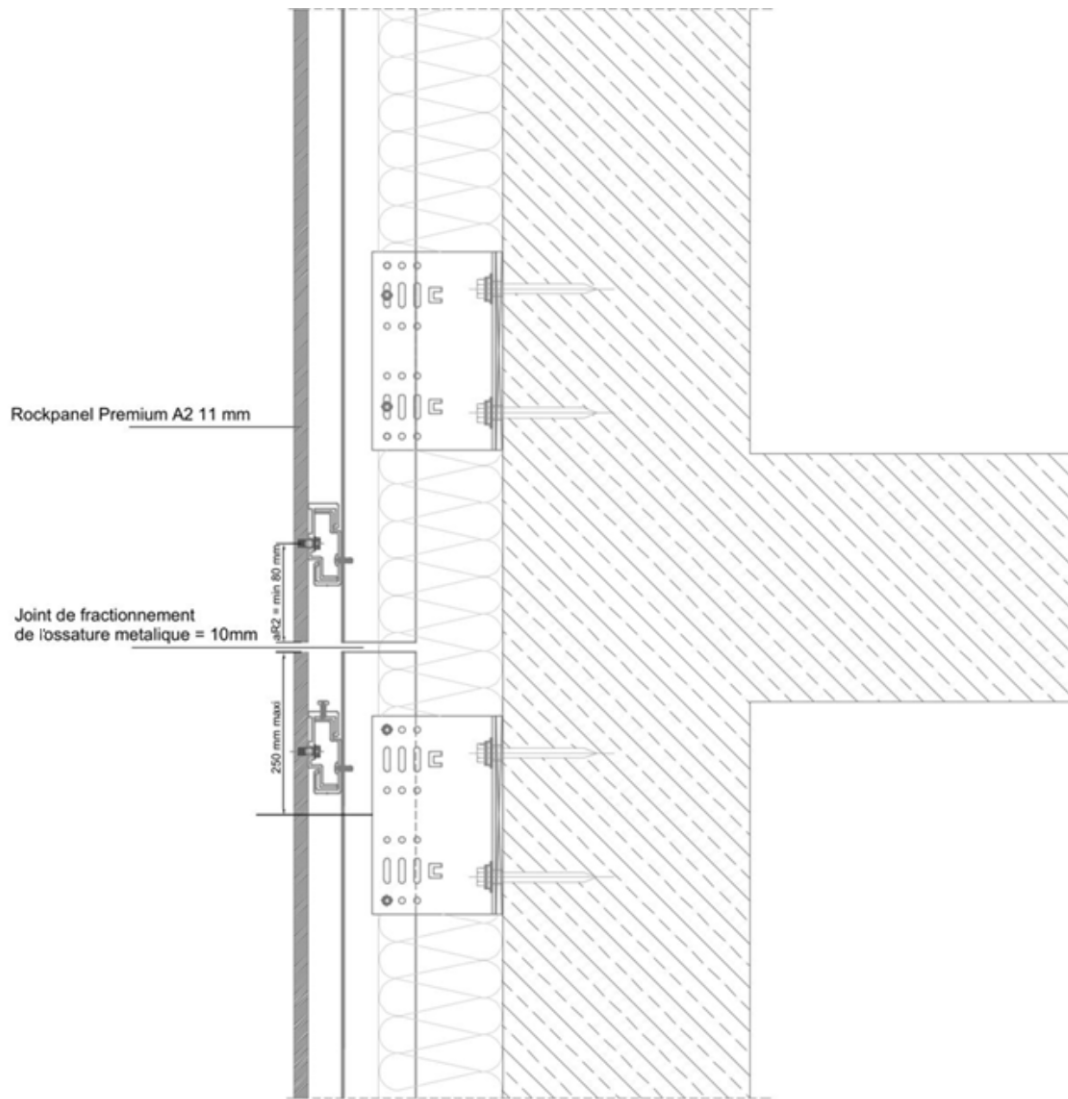 Rockpanel Premium A2 11 mm
aR2 = min 80 mm
Joint de fractionnement
de l'ossature metalique = 10mm
250 mm maxi